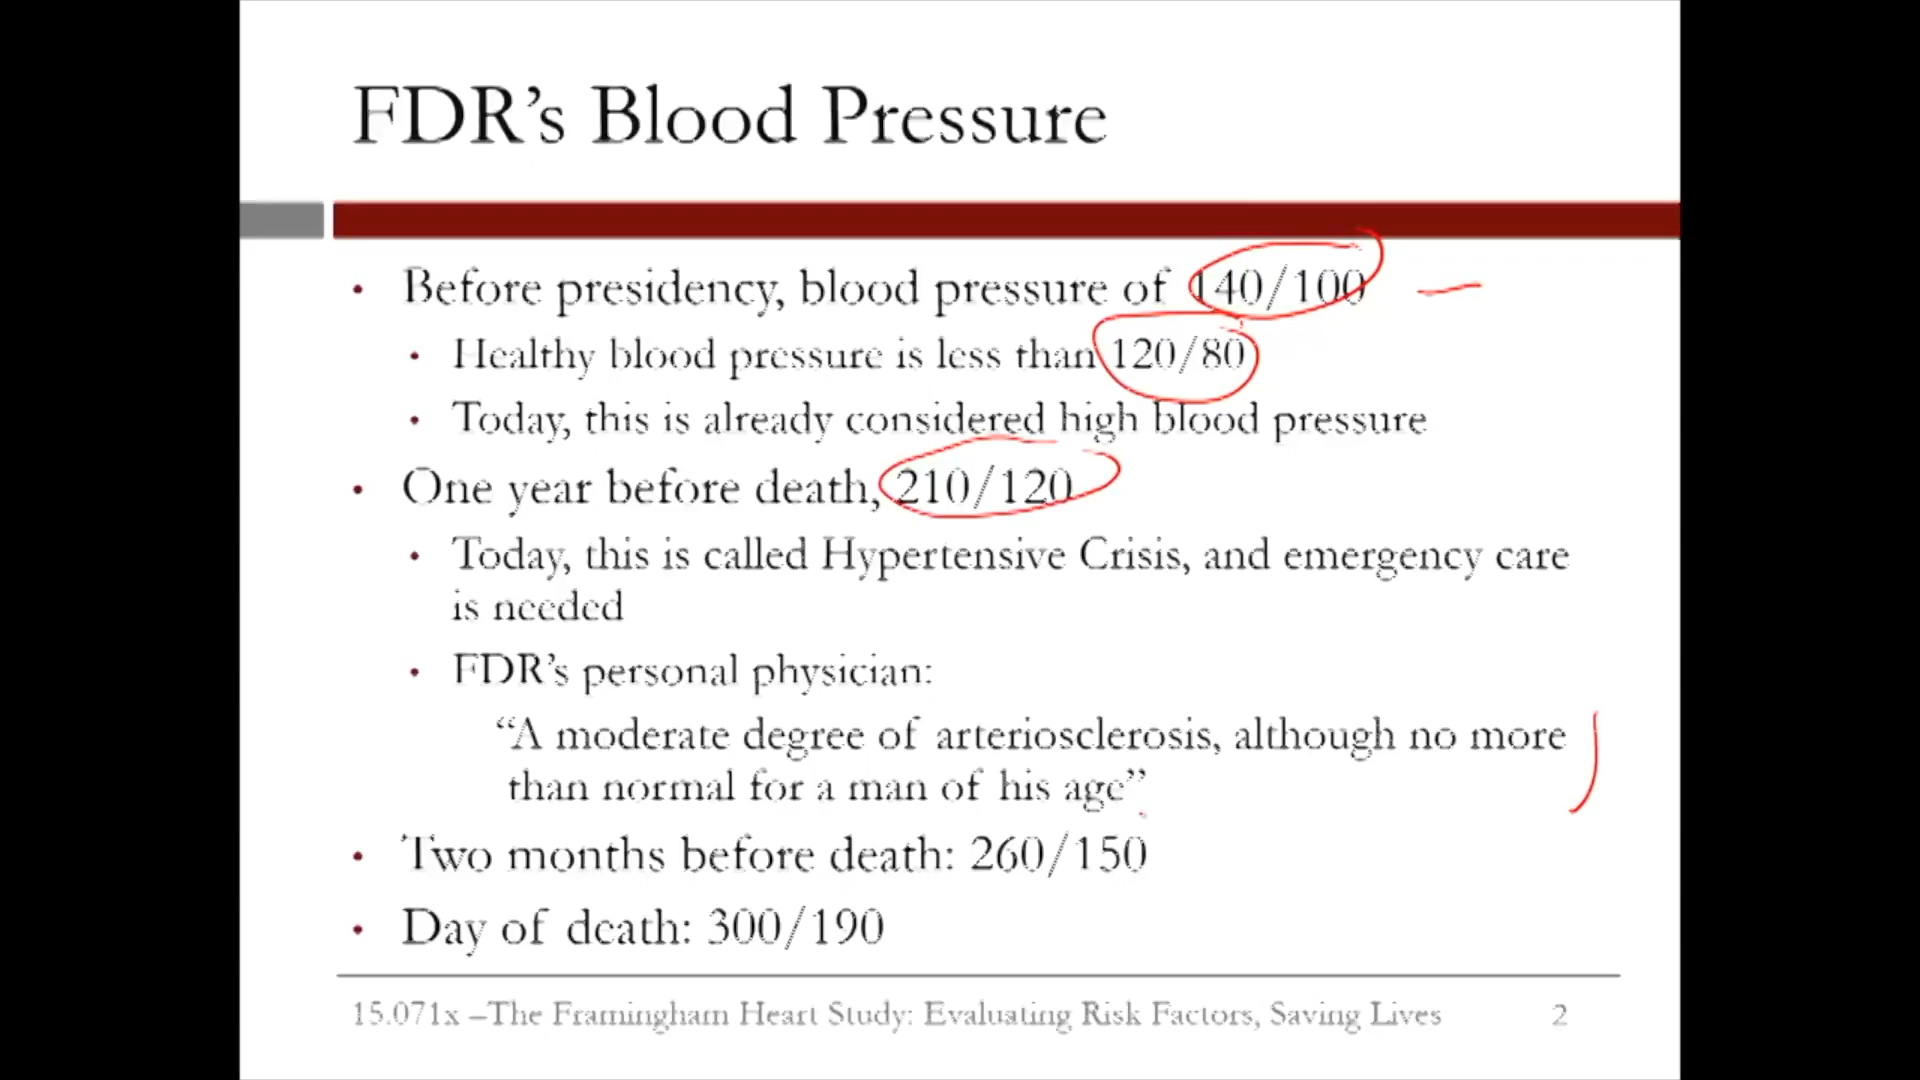 FDR's Blood Pressure
• Before presidency, blood pressure of 140/100
• Healthy blood pressure is less than 120/80
• Today, this is already considered high blood pressure
• One year before death, 210/120
• Today, this is called Hypertensive Crisis, and emergency care
is needed
• FDR's personal physician:
“A moderate degree of arteriosclerosis, although no more
than normal for a man of his age”
• Two months before death: 260/150
• Day of death: 300/190
15.071x –The Framingham Heart Study: Evaluating Risk Factors, Saving Lives 2